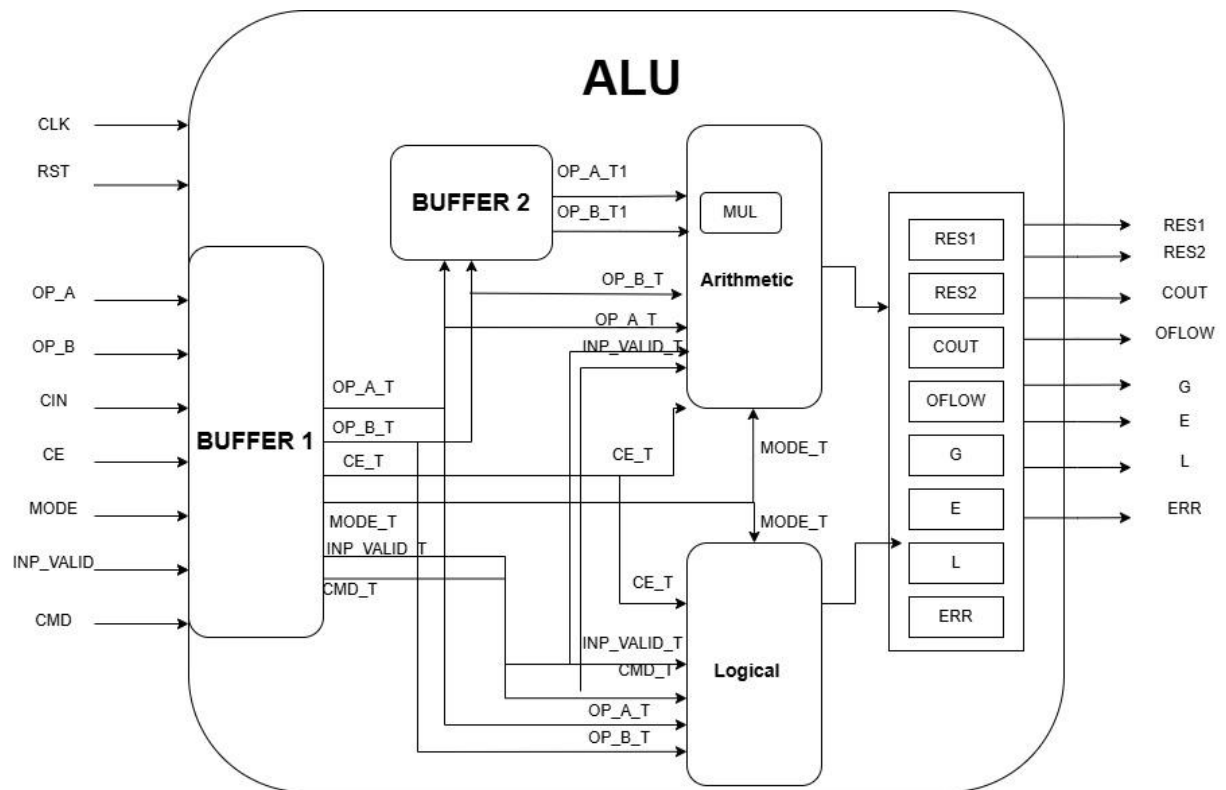 ALU
CLK
RST
OP_A
OP_B
CIN
CE
MODE
INP_VALID
CMD
BUFFER 1
OP_A_T
OP_B_T
CE_T
MODE_T
INP_VALID_T
CMD_T
BUFFER 2
OP_A_T1
OP_B_T1
OP_B_T
OP_A_T
INP_VALID_T
CE_T
MODE_T
MUL
Arithmetic
MODE_T
CE_T
INP_VALID_T
CMD_T
OP_A_T
OP_B_T
Logical
RES1
RES2
COUT
OFLOW
G
E
L
ERR
RES1
RES2
COUT
OFLOW
G
E
L
ERR